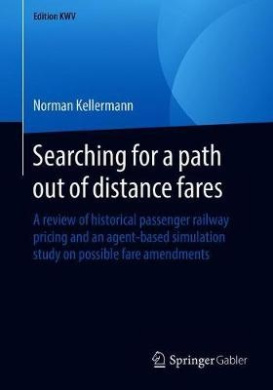 Edition KWV
Norman Kellermann
Searching for a path
out of distance fares
A review of historical passenger railway
pricing and an agent-based simulation
study on possible fare amendments
Springer Gabler